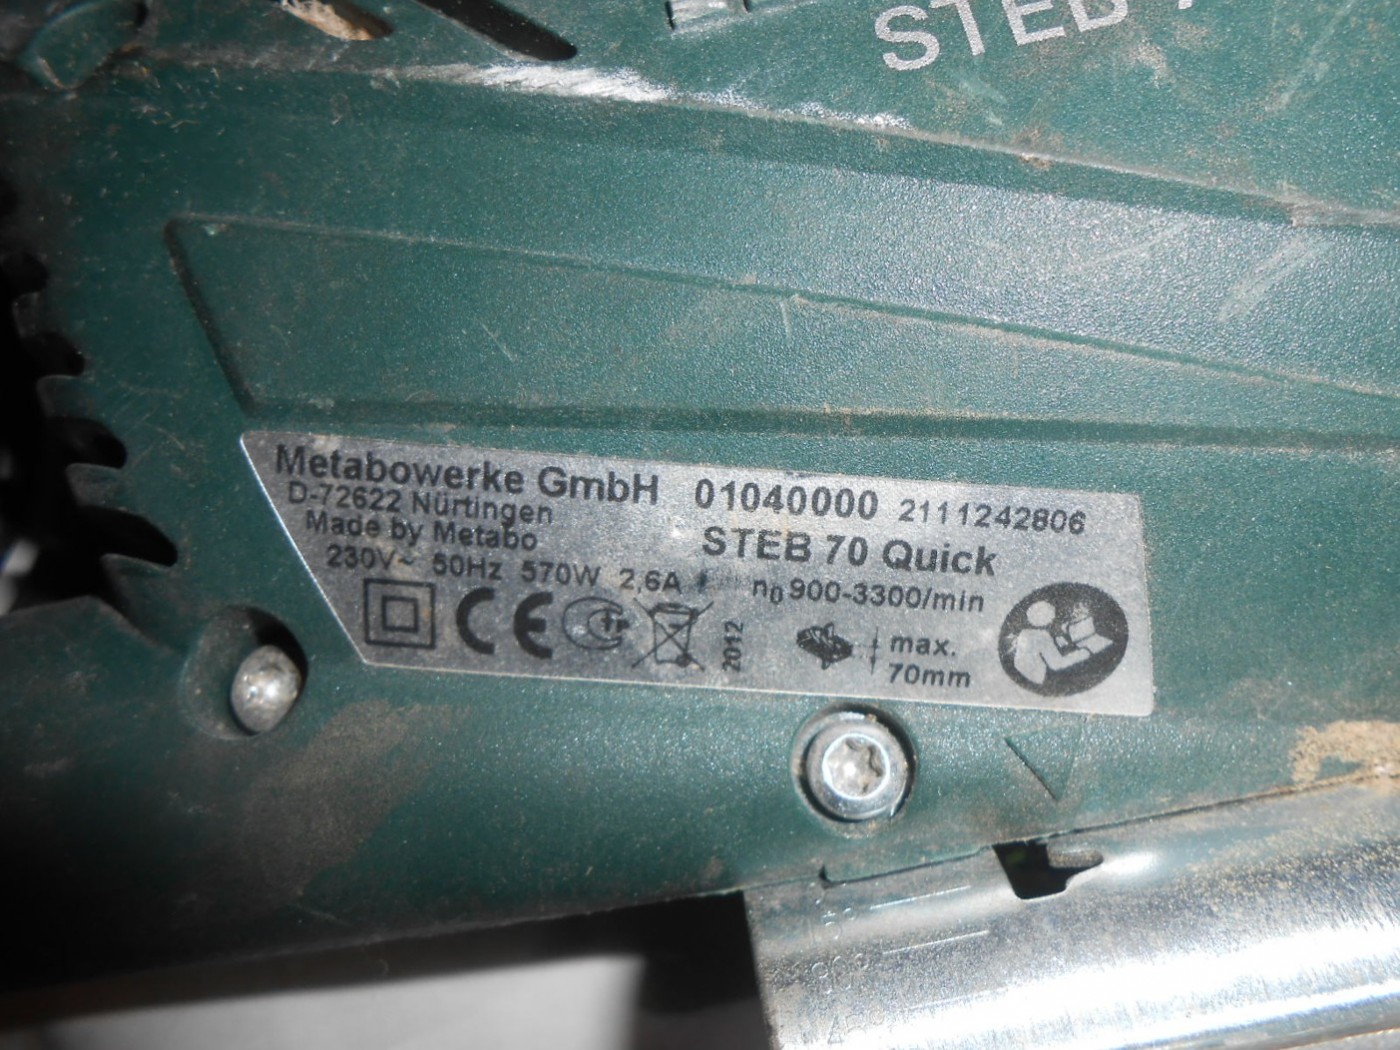 STEB 7
Metabowerke GmbH 01040000 2111242806
D-72622 Nürtingen
Made by Metabo STEB 70 Quick
230V~ 50Hz 570W 2,6A n0 900-3300/min
CE 2012 max.
70mm